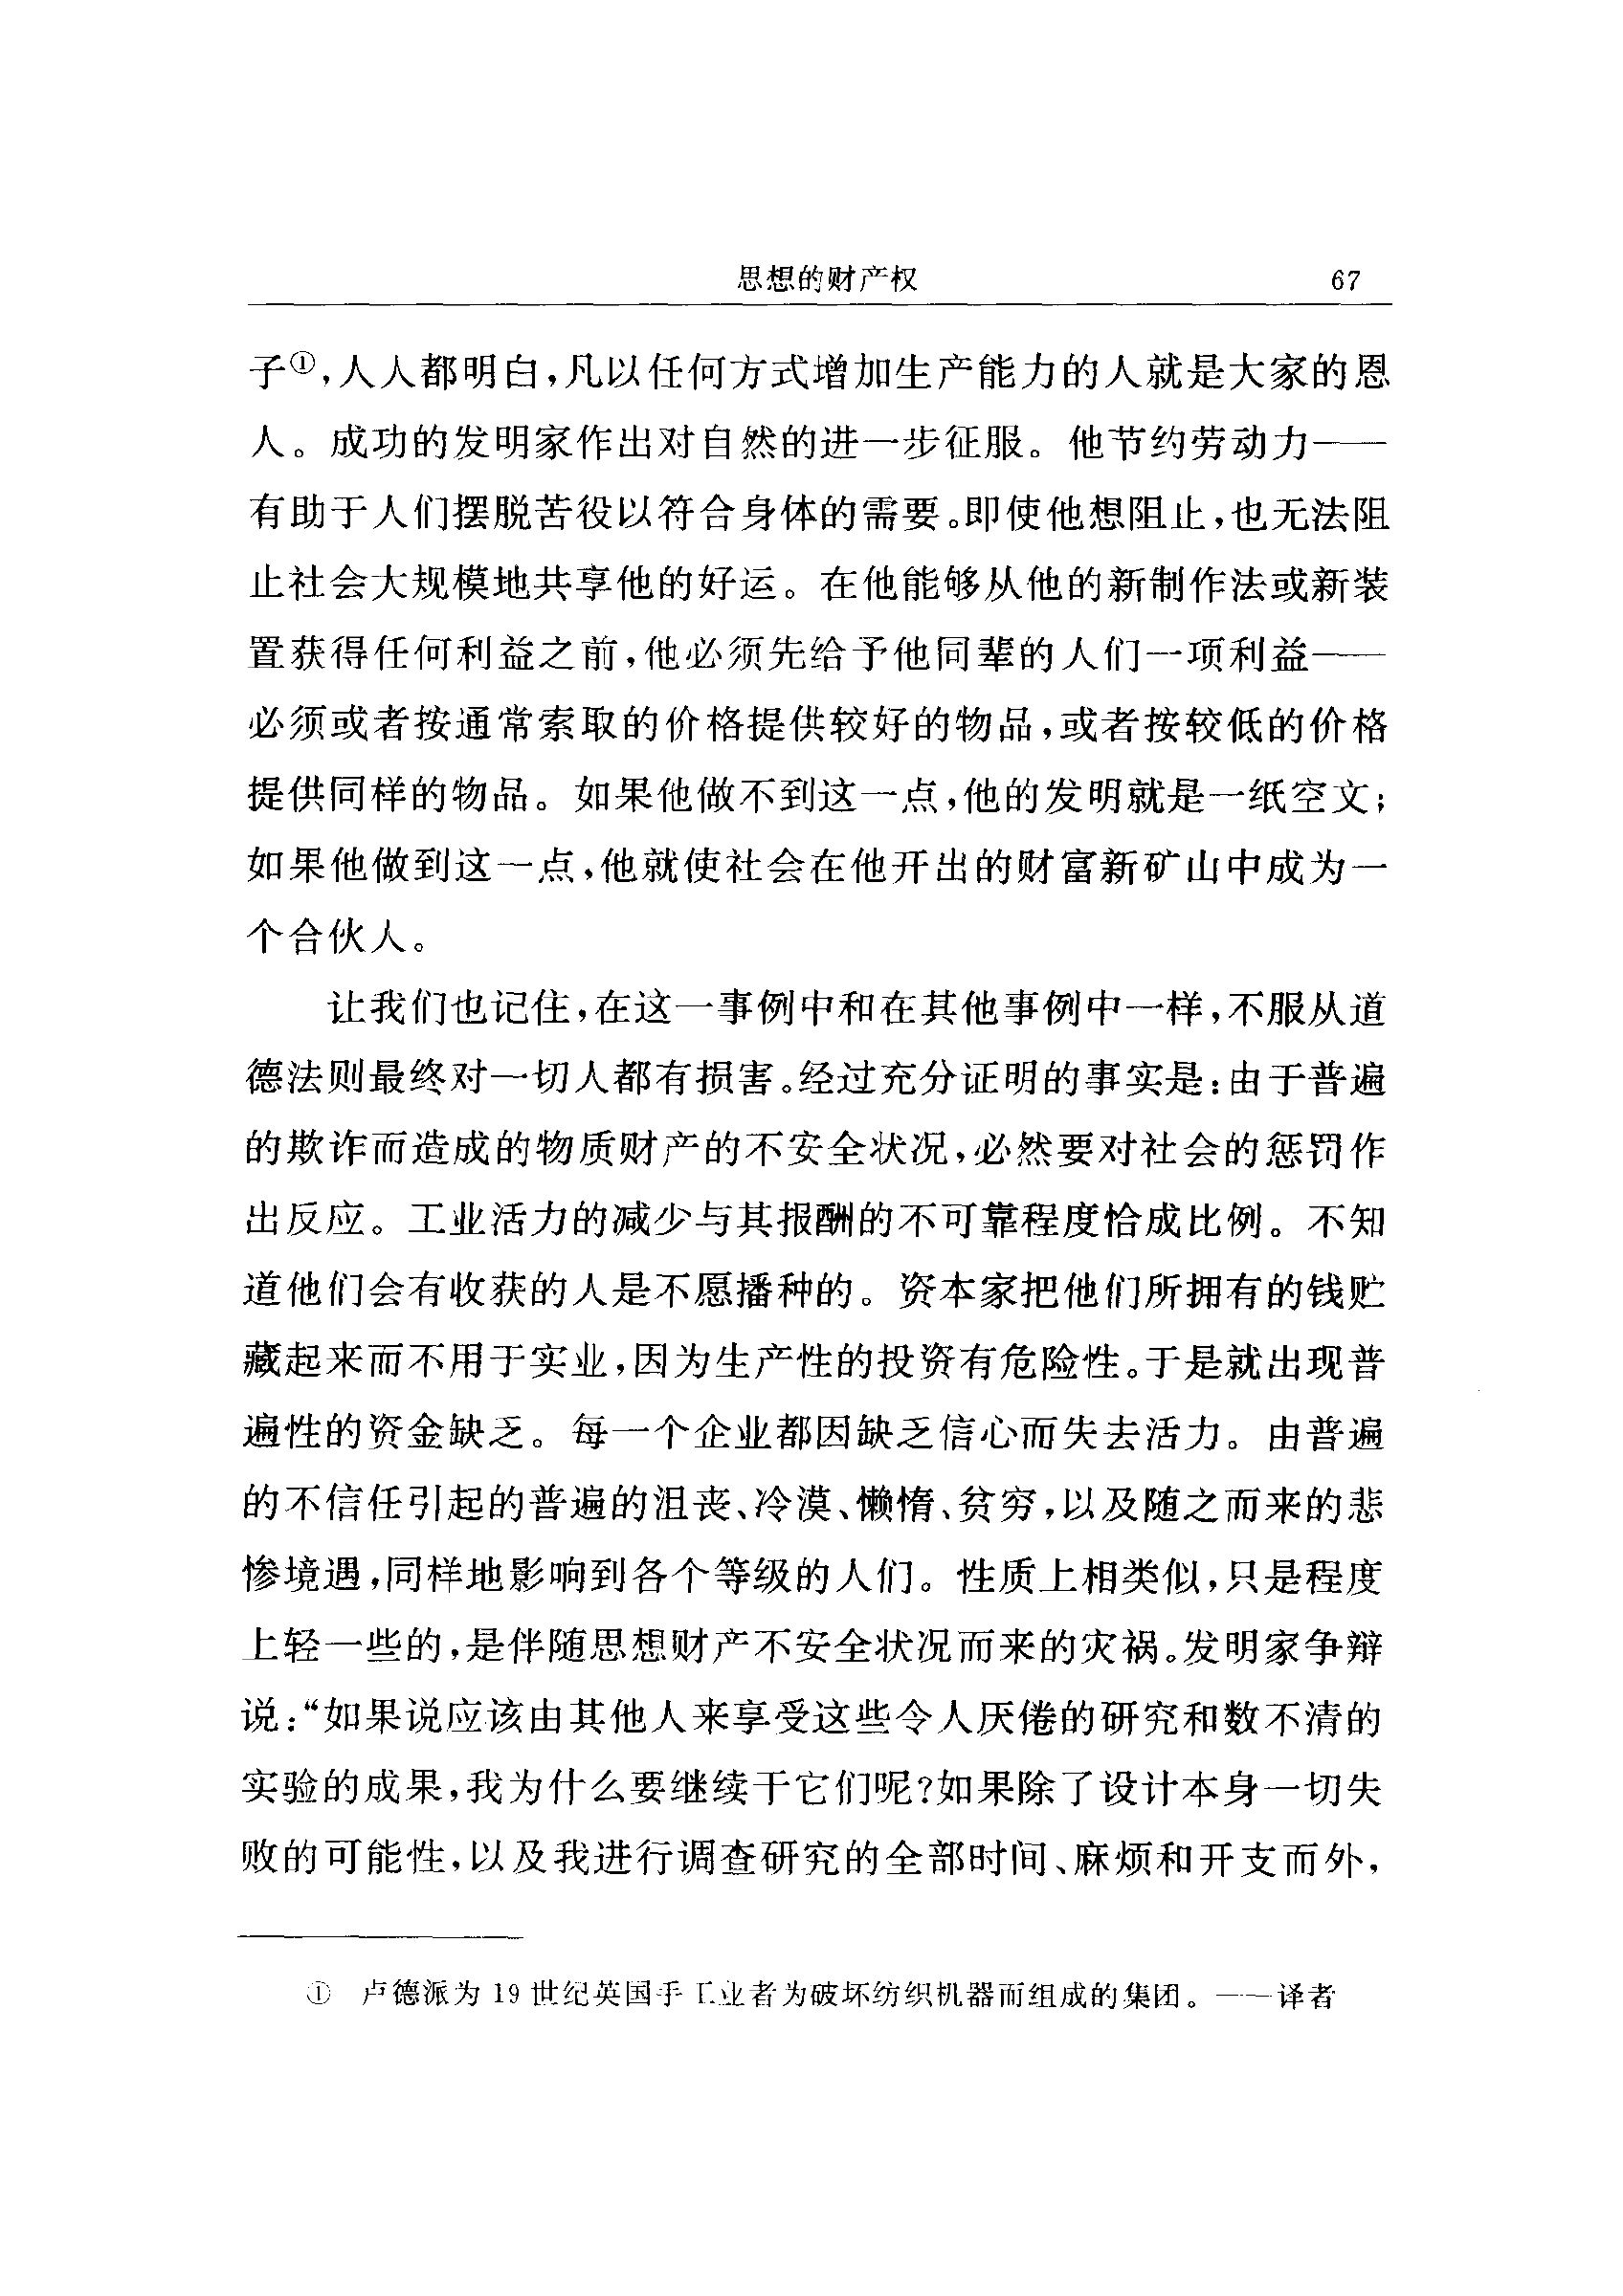 思想的财产权 67
子①,人人都明白,凡以任何方式增加生产能力的人就是大家的恩
人。成功的发明家作出对自然的进一步征服。他节约劳动力——
有助于人们摆脱苦役以符合身体的需要。即使他想阻止,也无法阻
止社会大规模地共享他的好运。在他能够从他的新制作法或新装
置获得任何利益之前,他必须先给予他同辈的人们一项利益——
必须或者按通常索取的价格提供较好的物品,或者按较低的价格
提供同样的物品。如果他做不到这一点,他的发明就是一纸空文;
如果他做到这一点,他就使社会在他开出的财富新矿山中成为一
个合伙人。
让我们也记住,在这一事例中和在其他事例中一样,不服从道
德法则最终对一切人都有损害。经过充分证明的事实是:由于普遍
的欺诈而造成的物质财产的不安全状况,必然要对社会的惩罚作
出反应。工业活力的减少与其报酬的不可靠程度恰成比例。不知
道他们会有收获的人是不愿播种的。资本家把他们所拥有的钱贮
藏起来而不用于实业,因为生产性的投资有危险性。于是就出现普
遍性的资金缺乏。每一个企业都因缺乏信心而失去活力。由普遍
的不信任引起的普遍的沮丧、冷漠、懒惰、贫穷,以及随之而来的悲
惨境遇,同样地影响到各个等级的人们。性质上相类似,只是程度
上轻一些的,是伴随思想财产不安全状况而来的灾祸。发明家争辩
说:“如果说应该由其他人来享受这些令人厌倦的研究和数不清的
实验的成果,我为什么要继续干它们呢?如果除了设计本身一切失
败的可能性,以及我进行调查研究的全部时间、麻烦和开支而外,
① 卢德派为 19 世纪英国手工业者为破坏纺织机器而组成的集团。——译者